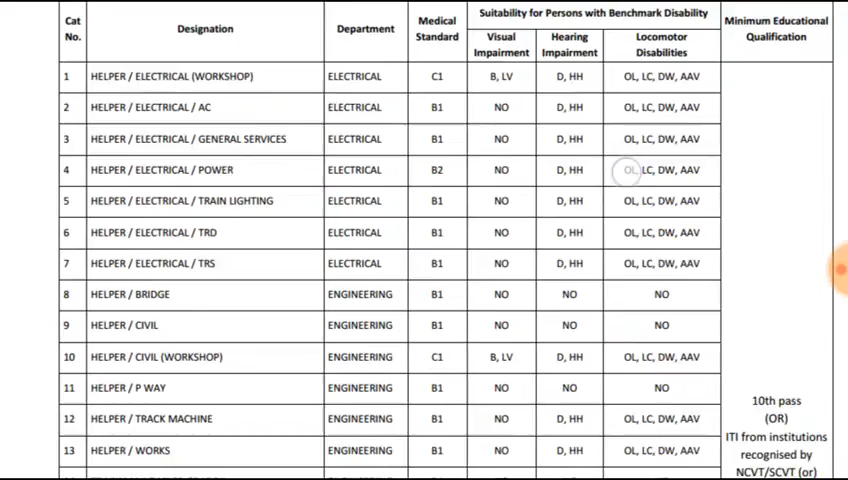 Cat No. Designation Department Medical Standard Suitability for Persons with Benchmark Disability Minimum Educational Qualification
Visual Impairment Hearing Impairment Locomotor Disabilities
1 HELPER / ELECTRICAL (WORKSHOP) ELECTRICAL C1 B, LV D, HH OL, LC, DW, AAV
2 HELPER / ELECTRICAL / AC ELECTRICAL B1 NO D, HH OL, LC, DW, AAV
3 HELPER / ELECTRICAL / GENERAL SERVICES ELECTRICAL B1 NO D, HH OL, LC, DW, AAV
4 HELPER / ELECTRICAL / POWER ELECTRICAL B2 NO D, HH OL, LC, DW, AAV
5 HELPER / ELECTRICAL / TRAIN LIGHTING ELECTRICAL B1 NO D, HH OL, LC, DW, AAV
6 HELPER / ELECTRICAL / TRD ELECTRICAL B1 NO D, HH OL, LC, DW, AAV
7 HELPER / ELECTRICAL / TRS ELECTRICAL B1 NO D, HH OL, LC, DW, AAV
8 HELPER / BRIDGE ENGINEERING B1 NO NO NO
9 HELPER / CIVIL ENGINEERING B1 NO NO NO
10 HELPER / CIVIL (WORKSHOP) ENGINEERING C1 B, LV D, HH OL, LC, DW, AAV
11 HELPER / P WAY ENGINEERING B1 NO NO NO
12 HELPER / TRACK MACHINE ENGINEERING B1 NO D, HH OL, LC, DW, AAV
13 HELPER / WORKS ENGINEERING B1 NO D, HH OL, LC, DW, AAV
10th pass
(OR)
ITI from institutions
recognised by
NCVT/SCVT (or)